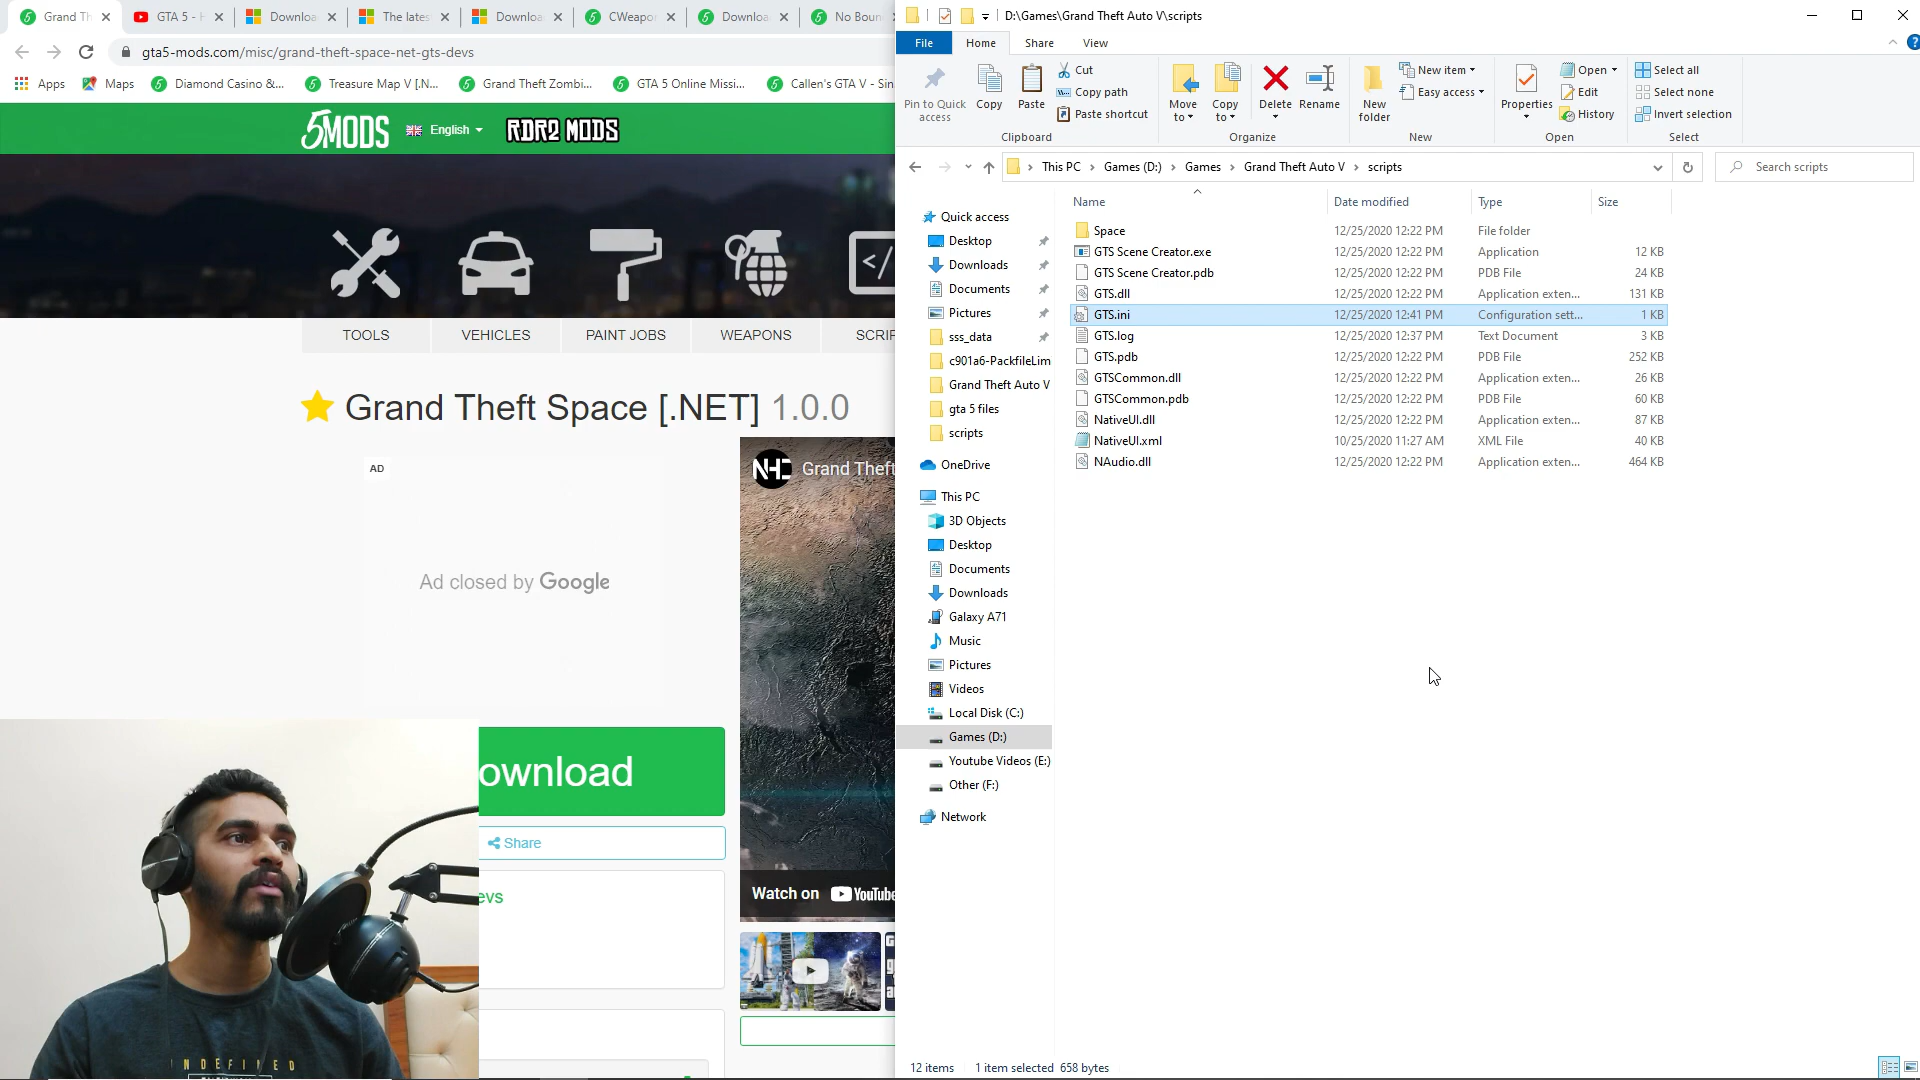 Grand Th
GTA 5 - H
Downloa
The lates
Downloa
CWeapon
Downloa
No Boun
gta5-mods.com/misc/grand-theft-space-net-gts-devs
Apps
Maps
Diamond Casino &...
Treasure Map V [.N...
Grand Theft Zombi...
GTA 5 Online Missi...
Callen's GTA V - Sin
5MODS
English
RDR2 MODS
TOOLS
VEHICLES
PAINT JOBS
WEAPONS
SCRIP
Grand Theft Space [.NET] 1.0.0
AD
Ad closed by Google
Grand Theft
ownload
Share
evs
Watch on YouTube
UNDEFINED
D:\Games\Grand Theft Auto V\scripts
File
Home
Share
View
Pin to Quick access
Copy
Paste
Cut
Copy path
Paste shortcut
Clipboard
Move to
Copy to
Delete
Rename
Organize
New folder
New item
Easy access
New
Properties
Open
Edit
History
Open
Select all
Select none
Invert selection
Select
This PC
Games (D:)
Games
Grand Theft Auto V
scripts
Search scripts
Quick access
Desktop
Downloads
Documents
Pictures
sss_data
c901a6-PackfileLim
Grand Theft Auto V
gta 5 files
scripts
OneDrive
This PC
3D Objects
Desktop
Documents
Downloads
Galaxy A71
Music
Pictures
Videos
Local Disk (C:)
Games (D:)
Youtube Videos (E:)
Other (F:)
Network
Name Date modified Type Size
Space 12/25/2020 12:22 PM File folder
GTS Scene Creator.exe 12/25/2020 12:22 PM Application 12 KB
GTS Scene Creator.pdb 12/25/2020 12:22 PM PDB File 24 KB
GTS.dll 12/25/2020 12:22 PM Application exten... 131 KB
GTS.ini 12/25/2020 12:41 PM Configuration sett... 1 KB
GTS.log 12/25/2020 12:37 PM Text Document 3 KB
GTS.pdb 12/25/2020 12:22 PM PDB File 252 KB
GTSCommon.dll 12/25/2020 12:22 PM Application exten... 26 KB
GTSCommon.pdb 12/25/2020 12:22 PM PDB File 60 KB
NativeUI.dll 12/25/2020 12:22 PM Application exten... 87 KB
NativeUI.xml 10/25/2020 11:27 AM XML File 40 KB
NAudio.dll 12/25/2020 12:22 PM Application exten... 464 KB
12 items
1 item selected 658 bytes